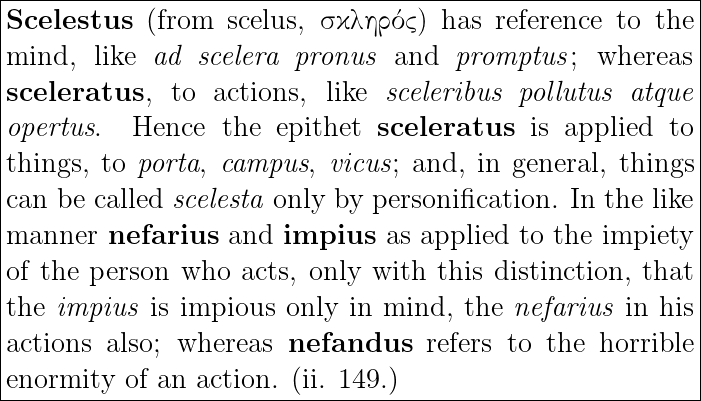 Scelestus (from scelus, σκληρός) has reference to the
mind, like ad scelera pronus and promptus; whereas
sceleratus, to actions, like sceleribus pollutus atque
opertus. Hence the epithet sceleratus is applied to
things, to porta, campus, vicus; and, in general, things
can be called scelesta only by personification. In the like
manner nefarius and impius as applied to the impiety
of the person who acts, only with this distinction, that
the impius is impious only in mind, the nefarius in his
actions also; whereas nefandus refers to the horrible
enormity of an action. (ii. 149.)